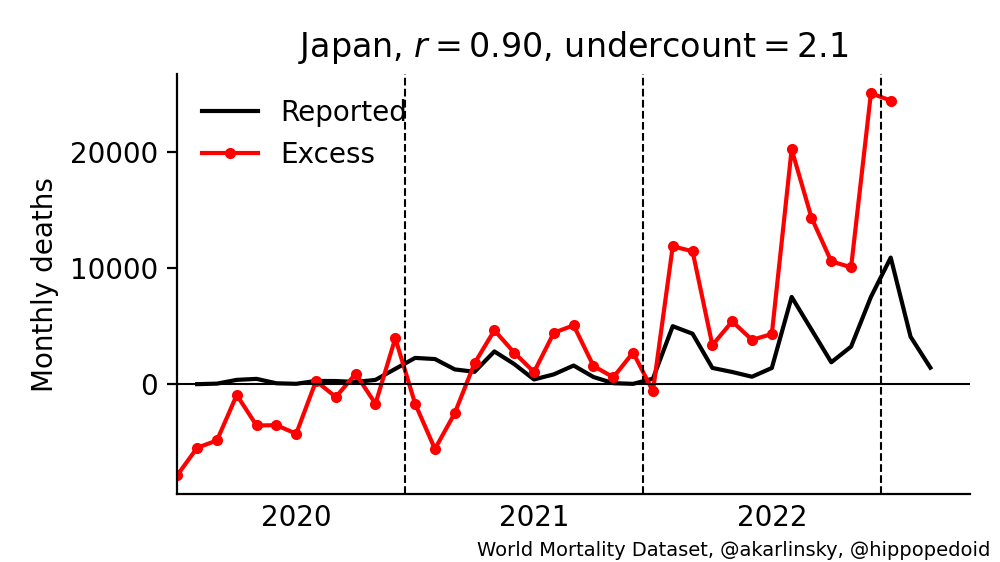 Japan, r = 0.90, undercount = 2.1
Reported
Excess
Monthly deaths
20000
10000
0
2020 2021 2022
World Mortality Dataset, @akarlinsky, @hippopedoid